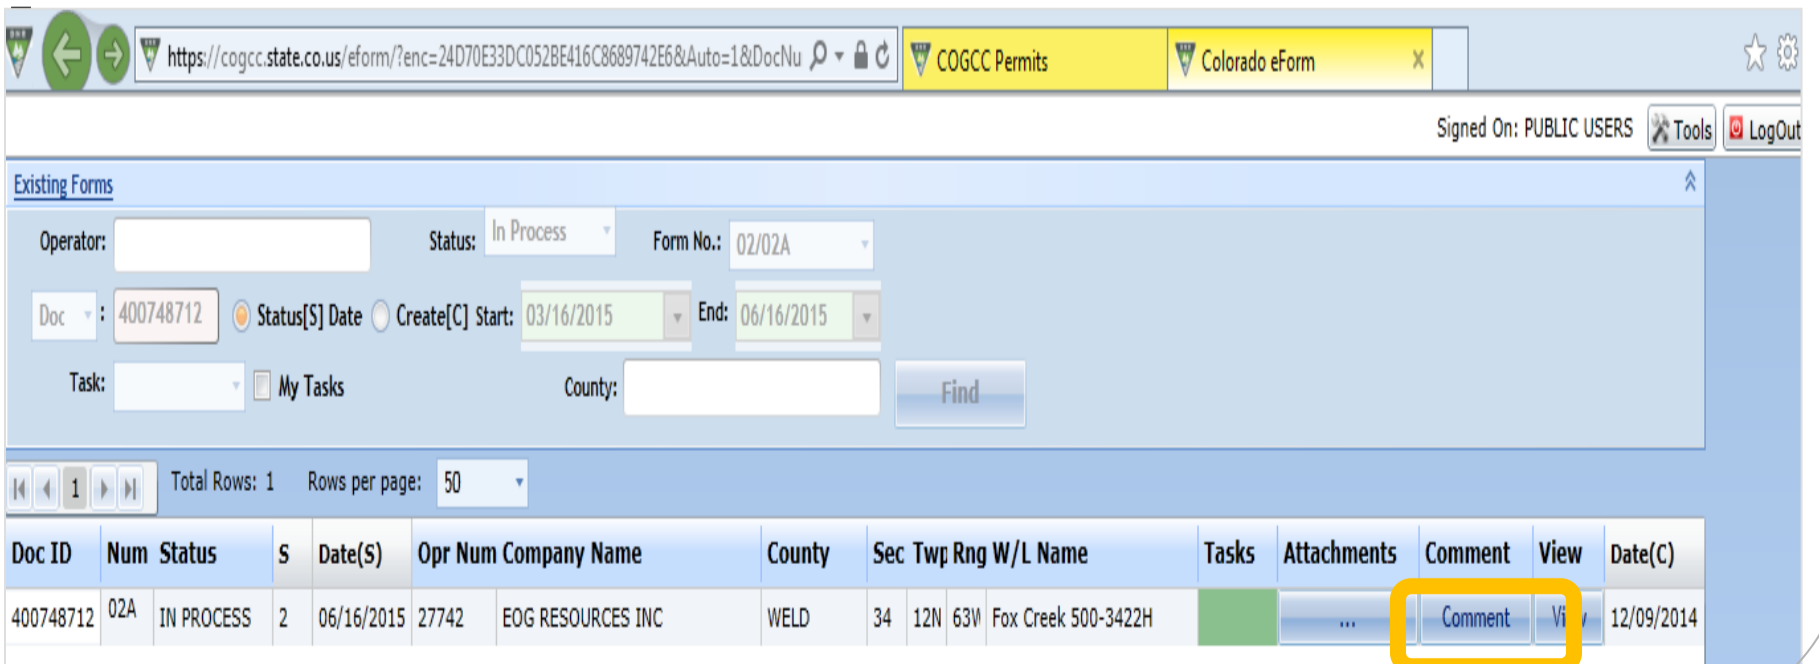 https://cogcc.state.co.us/eform/?enc=24D70E33DC052BE416C8689742E6&Auto=1&DocNu COGCC Permits Colorado eForm
Signed On: PUBLIC USERS Tools LogOut
Existing Forms
Operator: Status: In Process Form No.: 02/02A
Doc : 400748712 Status[S] Date Create[C] Start: 03/16/2015 End: 06/16/2015
Task: My Tasks County: Find
1 Total Rows: 1 Rows per page: 50
Doc ID Num Status S Date(S) Opr Num Company Name County Sec Twp Rng W/L Name Tasks Attachments Comment View Date(C)
400748712 02A IN PROCESS 2 06/16/2015 27742 EOG RESOURCES INC WELD 34 12N 63W Fox Creek 500-3422H ... Comment View 12/09/2014